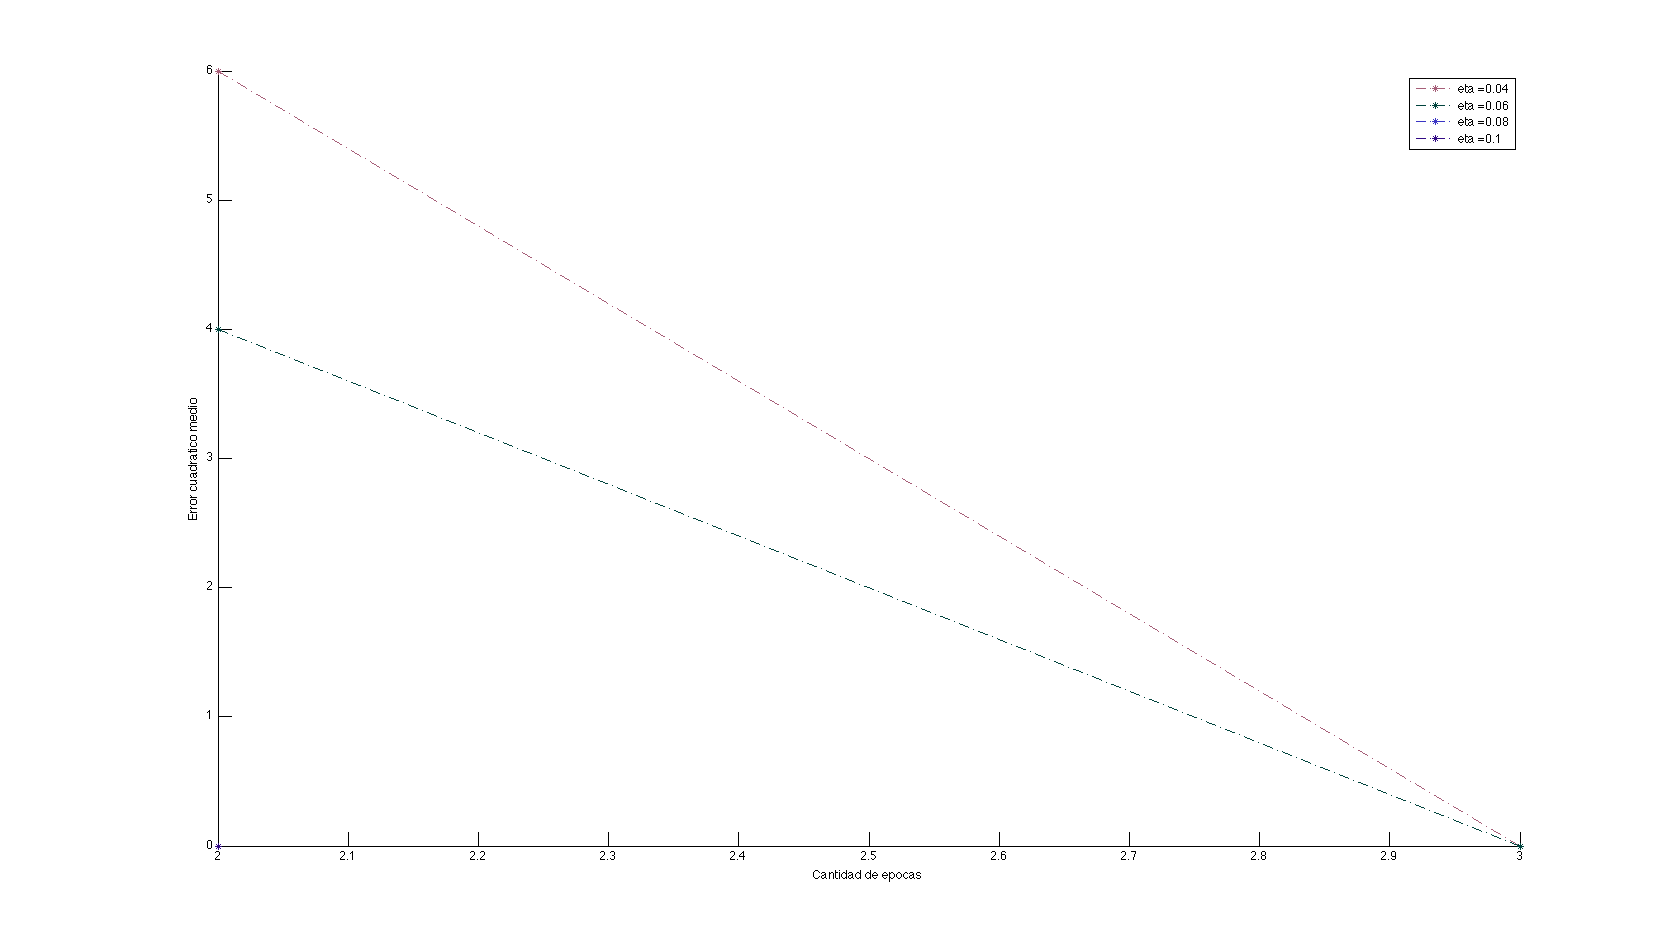 6
5
4
3
2
1
0
Error cuadratico medio
2 2.1 2.2 2.3 2.4 2.5 2.6 2.7 2.8 2.9 3
Cantidad de epocas
eta =0.04
eta =0.06
eta =0.08
eta =0.1